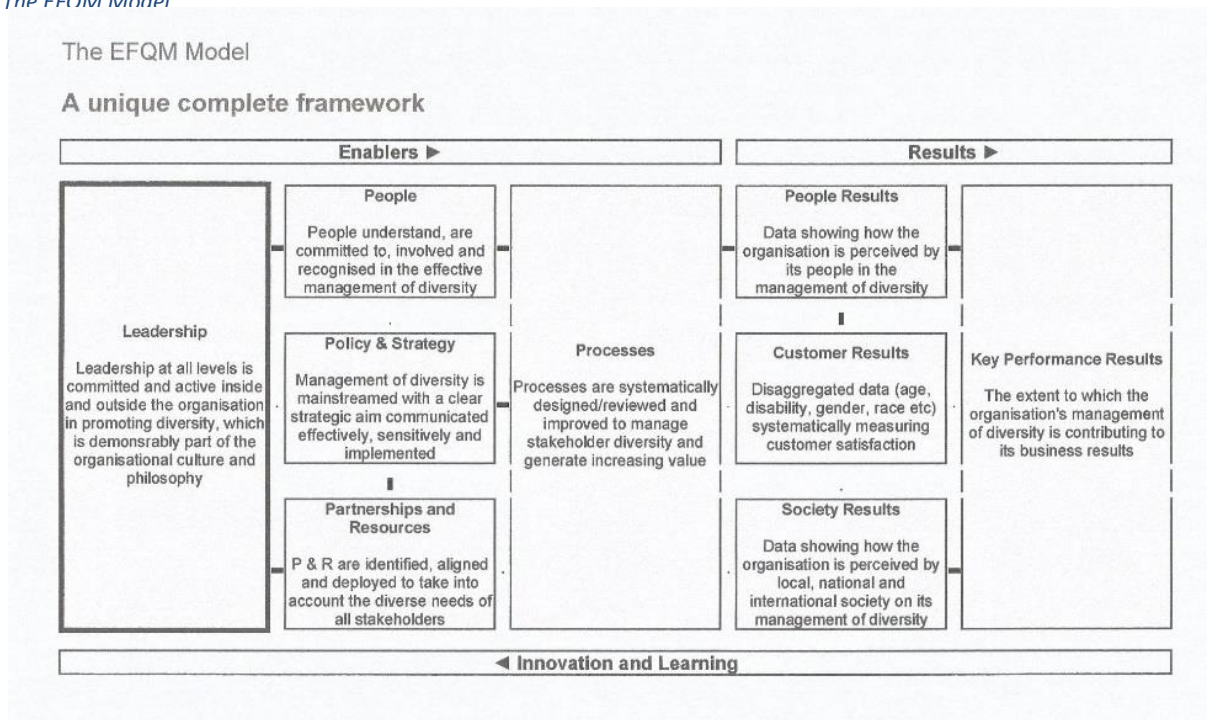 The EFQM Model
The EFQM Model
A unique complete framework
Enablers ►
Results ►
Leadership
Leadership at all levels is
committed and active inside
and outside the organisation
in promoting diversity, which
is demonsrably part of the
organisational culture and
philosophy
People
People understand, are
committed to, involved and
recognised in the effective
management of diversity
Policy & Strategy
Management of diversity is
mainstreamed with a clear
strategic aim communicated
effectively, sensitively and
implemented
Partnerships and
Resources
P & R are identified, aligned
and deployed to take into
account the diverse needs of
all stakeholders
Processes
Processes are systematically
designed/reviewed and
improved to manage
stakeholder diversity and
generate increasing value
People Results
Data showing how the
organisation is perceived by
its people in the
management of diversity
Customer Results
Disaggregated data (age,
disability, gender, race etc)
systematically measuring
customer satisfaction
Society Results
Data showing how the
organisation is perceived by
local, national and
international society on its
management of diversity
Key Performance Results
The extent to which the
organisation's management
of diversity is contributing to
its business results
◄ Innovation and Learning